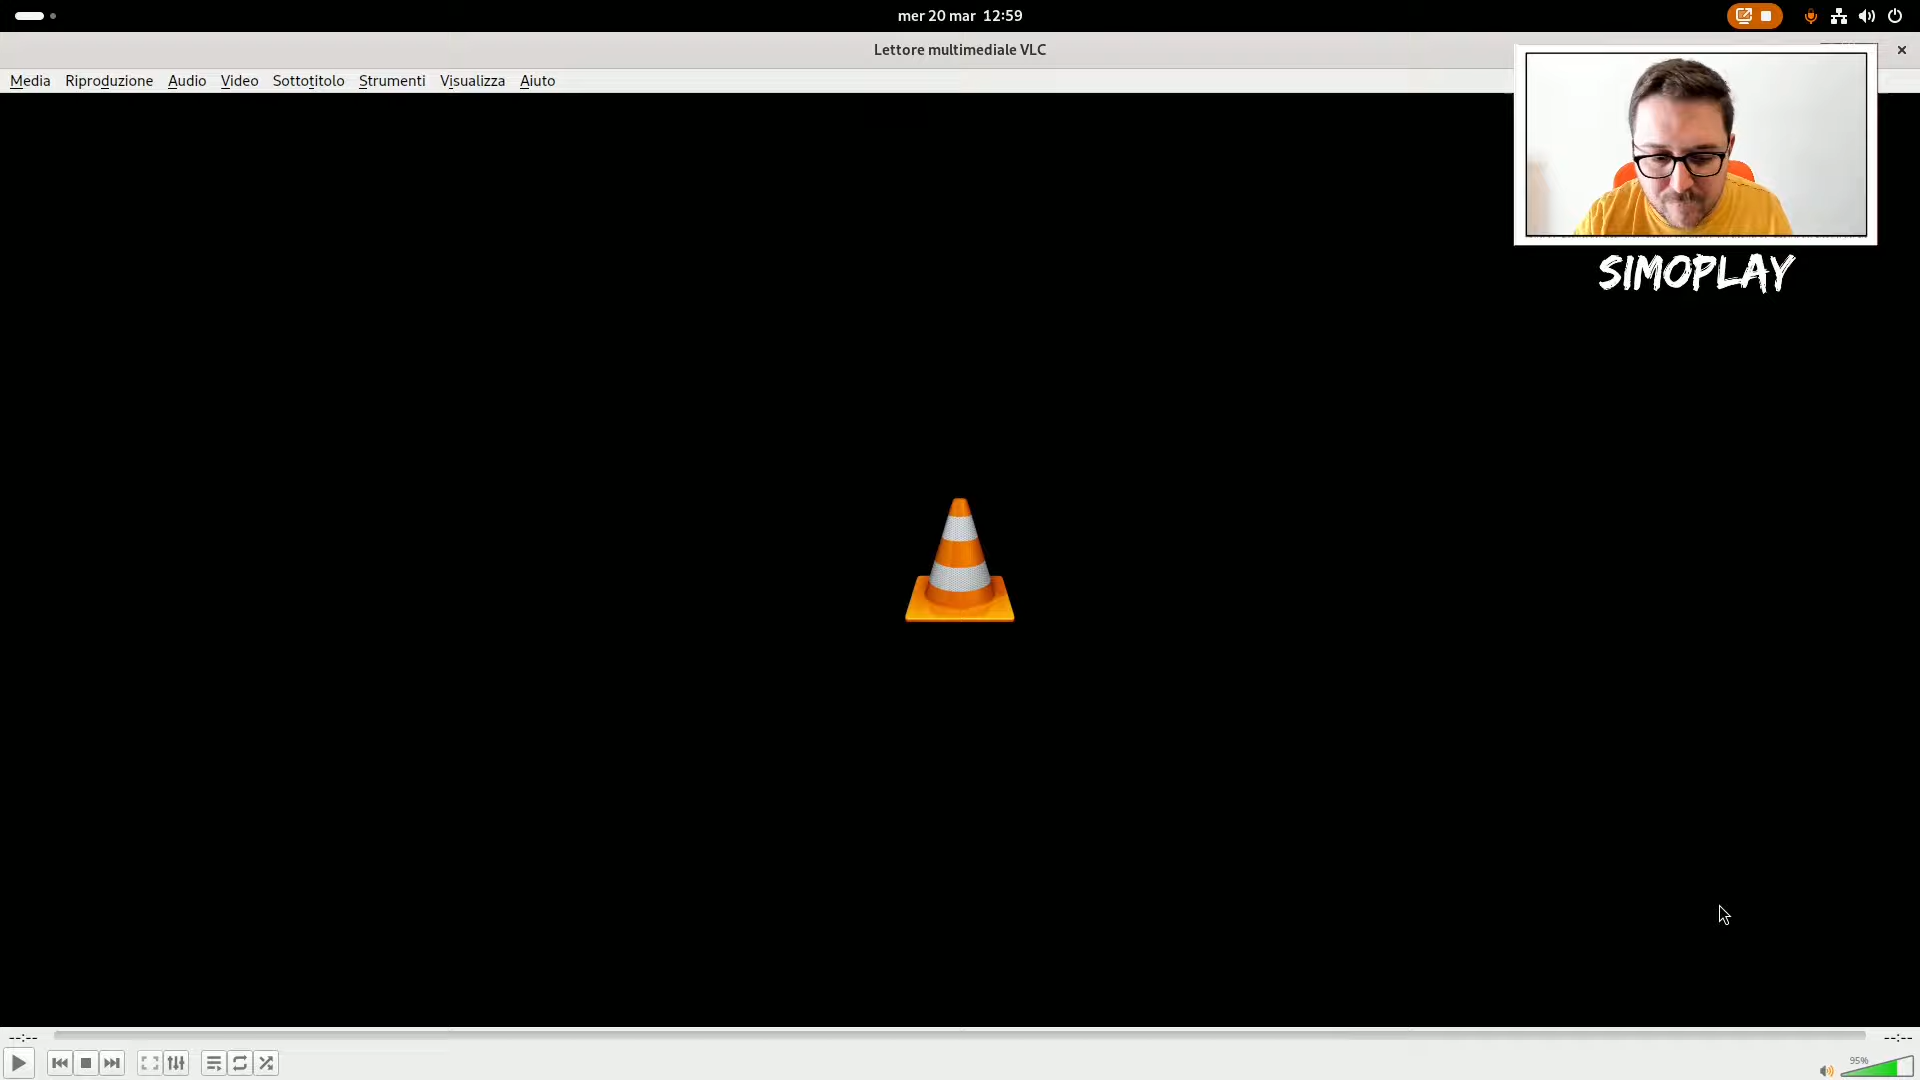 mer 20 mar 12:59
Lettore multimediale VLC
Media Riproduzione Audio Video Sottotitolo Strumenti Visualizza Aiuto
SIMOPLAY
--:-- --:--
95%